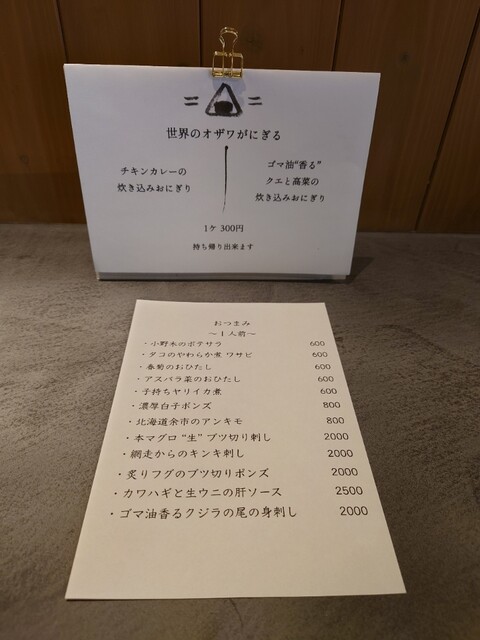 世界のオザワがにぎる
チキンカレーの
炊き込みおにぎり
ゴマ油“香る”
クエと高菜の
炊き込みおにぎり
1ケ 300円
持ち帰り出来ます
おつまみ
～１人前～
・小野木のポテサラ 600
・タコのやわらか煮 ワサビ 600
・春菊のおひたし 600
・アスパラ菜のおひたし 600
・子持ちヤリイカ煮 600
・濃厚白子ポンズ 800
・北海道余市のアンキモ 800
・本マグロ “生” ブツ切り刺し 2000
・網走からのキンキ刺し 2000
・炙りフグのブツ切りポンズ 2000
・カワハギと生ウニの肝ソース 2500
・ゴマ油香るクジラの尾の身刺し 2000